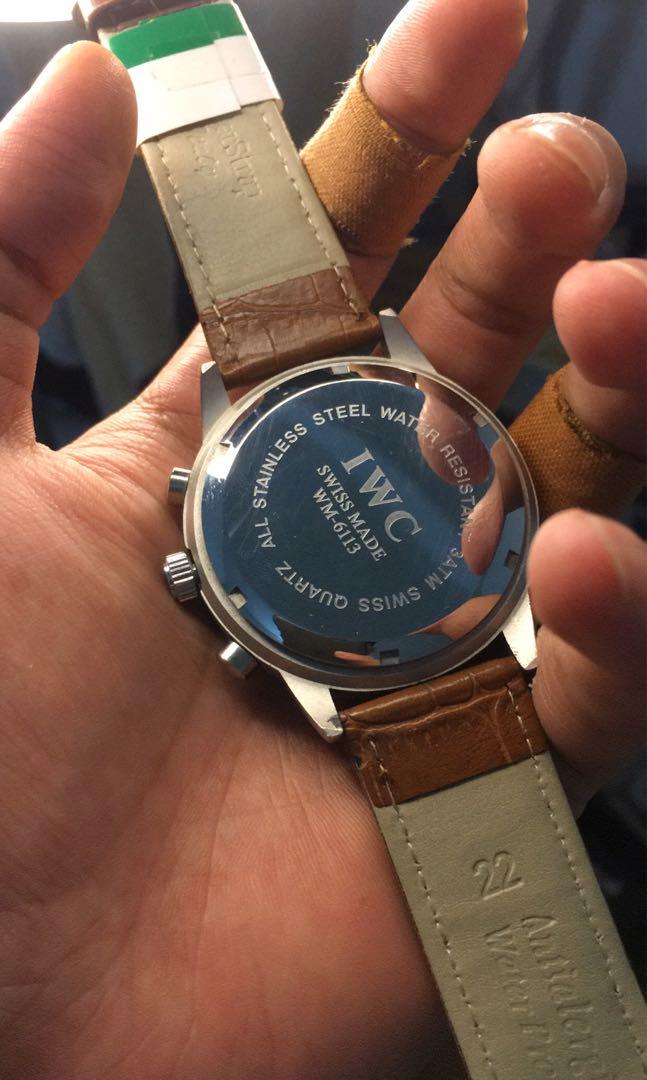 ALL STAINLESS STEEL WATER RESISTANT 3ATM SWISS QUARTZ
IWC
SWISS MADE
WM-6113
22